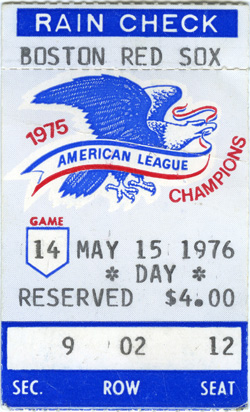 RAIN CHECK
BOSTON RED SOX
1975
AMERICAN LEAGUE
CHAMPIONS
GAME
14 MAY 15 1976
* DAY *
RESERVED $4.00
9 02 12
SEC. ROW SEAT